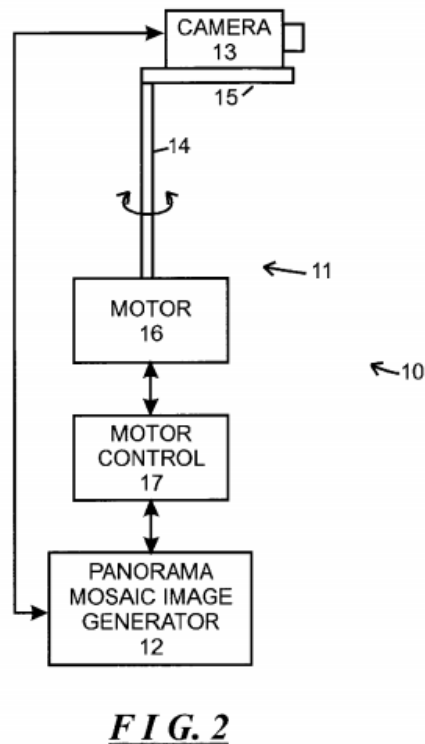 CAMERA
13
15
14
11
MOTOR
16
10
MOTOR
CONTROL
17
PANORAMA
MOSAIC IMAGE
GENERATOR
12
FIG. 2